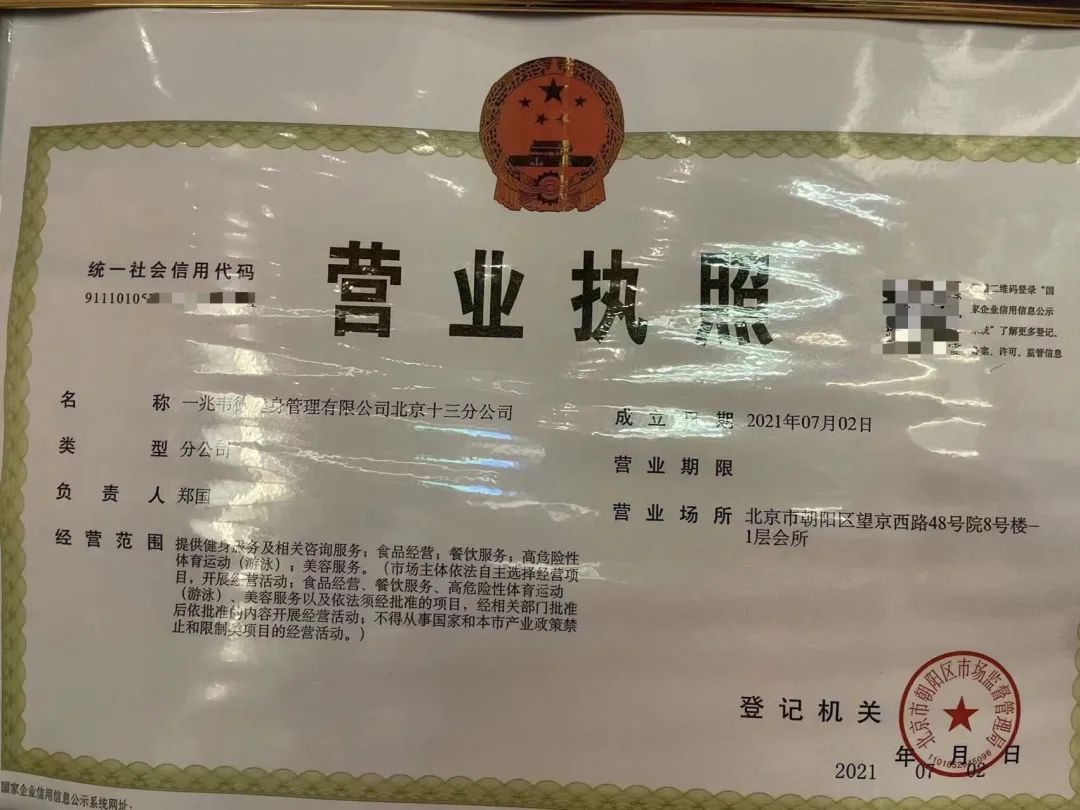 统一社会信用代码
91110105
营业执照
二维码登录“国
家企业信用信息公示
系统”了解更多登记、
备案、许可、监管信息
名称 一兆韦德健身管理有限公司北京十三分公司
类型 分公司
负责人 郑国
经营范围 提供健身服务及相关咨询服务；食品经营；餐饮服务；高危险性
体育运动（游泳）；美容服务。（市场主体依法自主选择经营项
目，开展经营活动；食品经营、餐饮服务、高危险性体育运动
（游泳）、美容服务以及依法须经批准的项目，经相关部门批准
后依批准的内容开展经营活动；不得从事国家和本市产业政策禁
止和限制类项目的经营活动。）
成立日期 2021年07月02日
营业期限
营业场所 北京市朝阳区望京西路48号院8号楼-
1层会所
登记机关
北京市朝阳区市场监督管理局
2021年07月02日
国家企业信用信息公示系统网址：